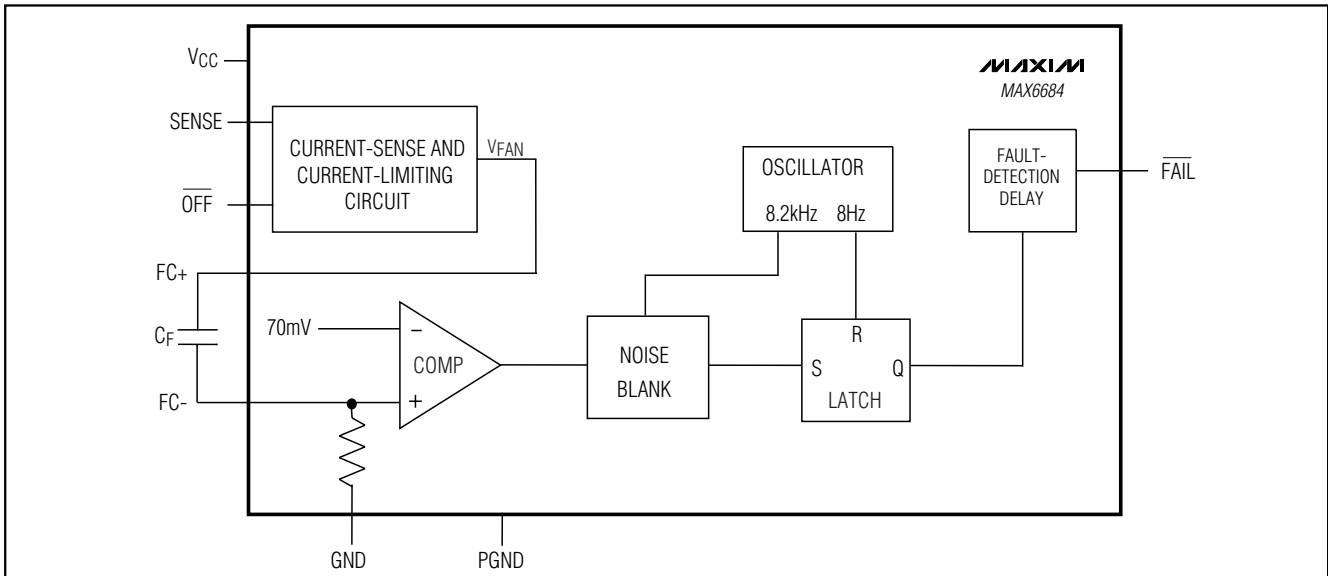 VCC
MAXIM
MAX6684
SENSE
OFF
CURRENT-SENSE AND
CURRENT-LIMITING
CIRCUIT
VFAN
OSCILLATOR
8.2kHz 8Hz
FAULT-
DETECTION
DELAY
FAIL
FC+
CF
FC-
70mV
−
COMP
+
NOISE
BLANK
R
S Q
LATCH
GND
PGND